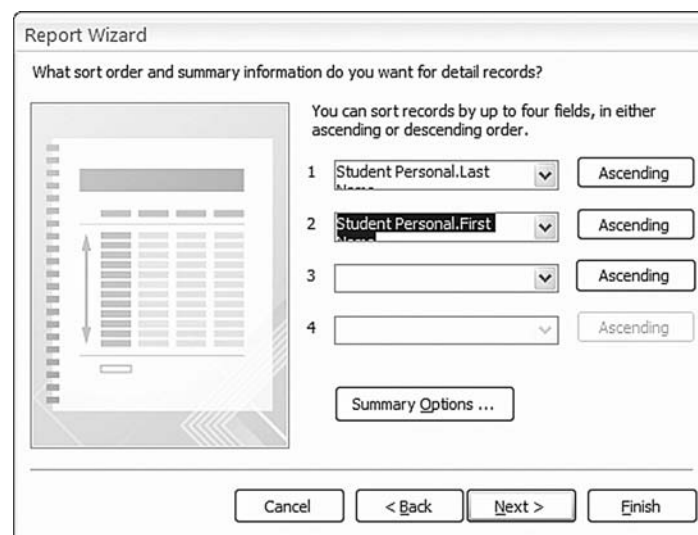 Report Wizard
What sort order and summary information do you want for detail records?
You can sort records by up to four fields, in either
ascending or descending order.
1 Student Personal.Last Ascending
2 Student Personal.First Ascending
3 Ascending
4 Ascending
Summary Options ...
Cancel < Back Next > Finish